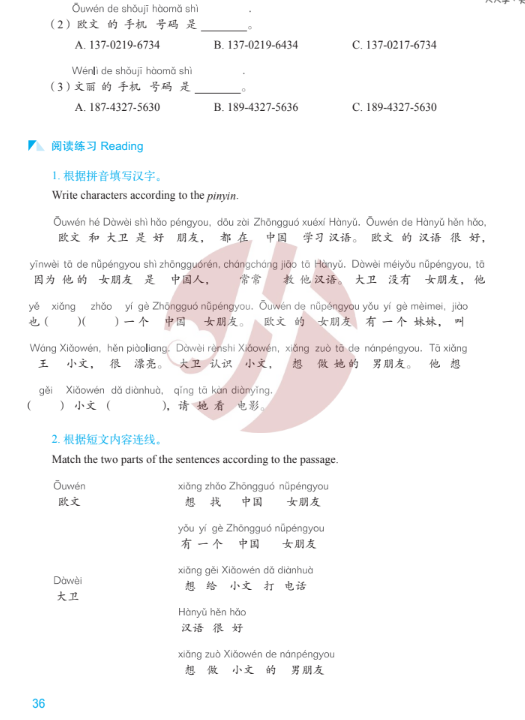 Ōuwén de shǒujī hàomǎ shì .
（2）欧文 的 手机 号码 是 ________。
A. 137-0219-6734 B. 137-0219-6434 C. 137-0217-6734
Wénlì de shǒujī hàomǎ shì .
（3）文丽 的 手机 号码 是 ________。
A. 187-4327-5630 B. 189-4327-5636 C. 189-4327-5630
阅读练习 Reading
1. 根据拼音填写汉字。
Write characters according to the pinyin.
Ōuwén hé Dàwèi shì hǎo péngyou, dōu zài Zhōngguó xuéxí Hànyǔ. Ōuwén de Hànyǔ hěn hǎo,
欧文 和 大卫 是 好 朋友， 都 在 中国 学习 汉语。 欧文 的 汉语 很 好，
yīnwèi tā de nǚpéngyou shì zhōngguórén, chángcháng jiāo tā Hànyǔ. Dàwèi méiyǒu nǚpéngyou, tā
因为 他 的 女朋友 是 中国人， 常常 教 他 汉语。 大卫 没有 女朋友， 他
yě xiǎng zhǎo yí gè Zhōngguó nǚpéngyou. Ōuwén de nǚpéngyou yǒu yí gè mèimei, jiào
也（ ）（ ）一个 中国 女朋友。 欧文 的 女朋友 有 一 个 妹妹， 叫
Wáng Xiǎowén, hěn piàoliang. Dàwèi rènshi Xiǎowén, xiǎng zuò tā de nánpéngyou. Tā xiǎng
王 小文， 很 漂亮。 大卫 认识 小文， 想 做 她的 男朋友。 他 想
gěi Xiǎowén dǎ diànhuà, qǐng tā kàn diànyǐng.
（ ）小文（ ），请 她 看 电影。
2. 根据短文内容连线。
Match the two parts of the sentences according to the passage.
Ōuwén xiǎng zhǎo Zhōngguó nǚpéngyou
欧文 想 找 中国 女朋友
yǒu yí gè Zhōngguó nǚpéngyou
有 一 个 中国 女朋友
xiǎng gěi Xiǎowén dǎ diànhuà
Dàwèi 想 给 小文 打 电话
大卫
Hànyǔ hěn hǎo
汉语 很 好
xiǎng zuò Xiǎowén de nánpéngyou
想 做 小文 的 男朋友
36